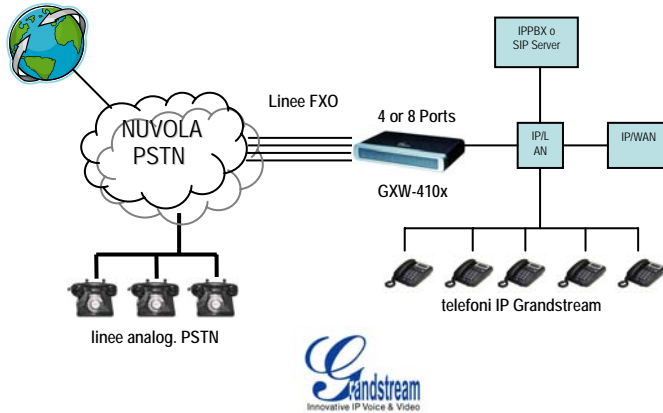 IPPBX o
SIP Server
Linee FXO
4 or 8 Ports
NUVOLA
PSTN
IP/L
AN
IP/WAN
GXW-410x
telefoni IP Grandstream
linee analog. PSTN
Grandstream
Innovative IP Voice & Video